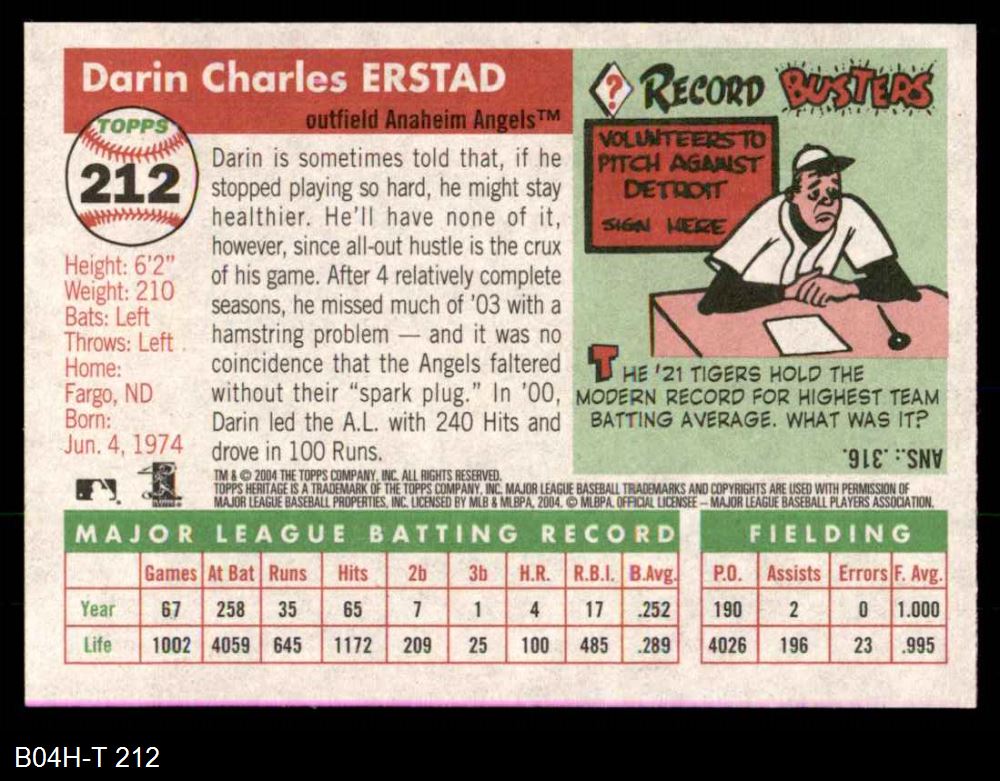 Darin Charles ERSTAD
outfield Anaheim Angels™
TOPPS
212
Height: 6'2"
Weight: 210
Bats: Left
Throws: Left
Home:
Fargo, ND
Born:
Jun. 4, 1974
Darin is sometimes told that, if he
stopped playing so hard, he might stay
healthier. He'll have none of it,
however, since all-out hustle is the crux
of his game. After 4 relatively complete
seasons, he missed much of '03 with a
hamstring problem — and it was no
coincidence that the Angels faltered
without their "spark plug." In '00,
Darin led the A.L. with 240 Hits and
drove in 100 Runs.
? RECORD BUSTERS
VOLUNTEERS TO
PITCH AGAINST
DETROIT
SIGN HERE
THE '21 TIGERS HOLD THE
MODERN RECORD FOR HIGHEST TEAM
BATTING AVERAGE. WHAT WAS IT?
ANS.: .316.
TM & © 2004 THE TOPPS COMPANY, INC. ALL RIGHTS RESERVED.
TOPPS HERITAGE IS A TRADEMARK OF THE TOPPS COMPANY, INC. MAJOR LEAGUE BASEBALL TRADEMARKS AND COPYRIGHTS ARE USED WITH PERMISSION OF
MAJOR LEAGUE BASEBALL PROPERTIES, INC. LICENSED BY MLB & MLBPA, 2004. © MLBPA. OFFICIAL LICENSEE – MAJOR LEAGUE BASEBALL PLAYERS ASSOCIATION.
MAJOR LEAGUE BATTING RECORD
Games At Bat Runs Hits 2b 3b H.R. R.B.I. B.Avg.
Year 67 258 35 65 7 1 4 17 .252
Life 1002 4059 645 1172 209 25 100 485 .289
FIELDING
P.O. Assists Errors F. Avg.
190 2 0 1.000
4026 196 23 .995
B04H-T 212